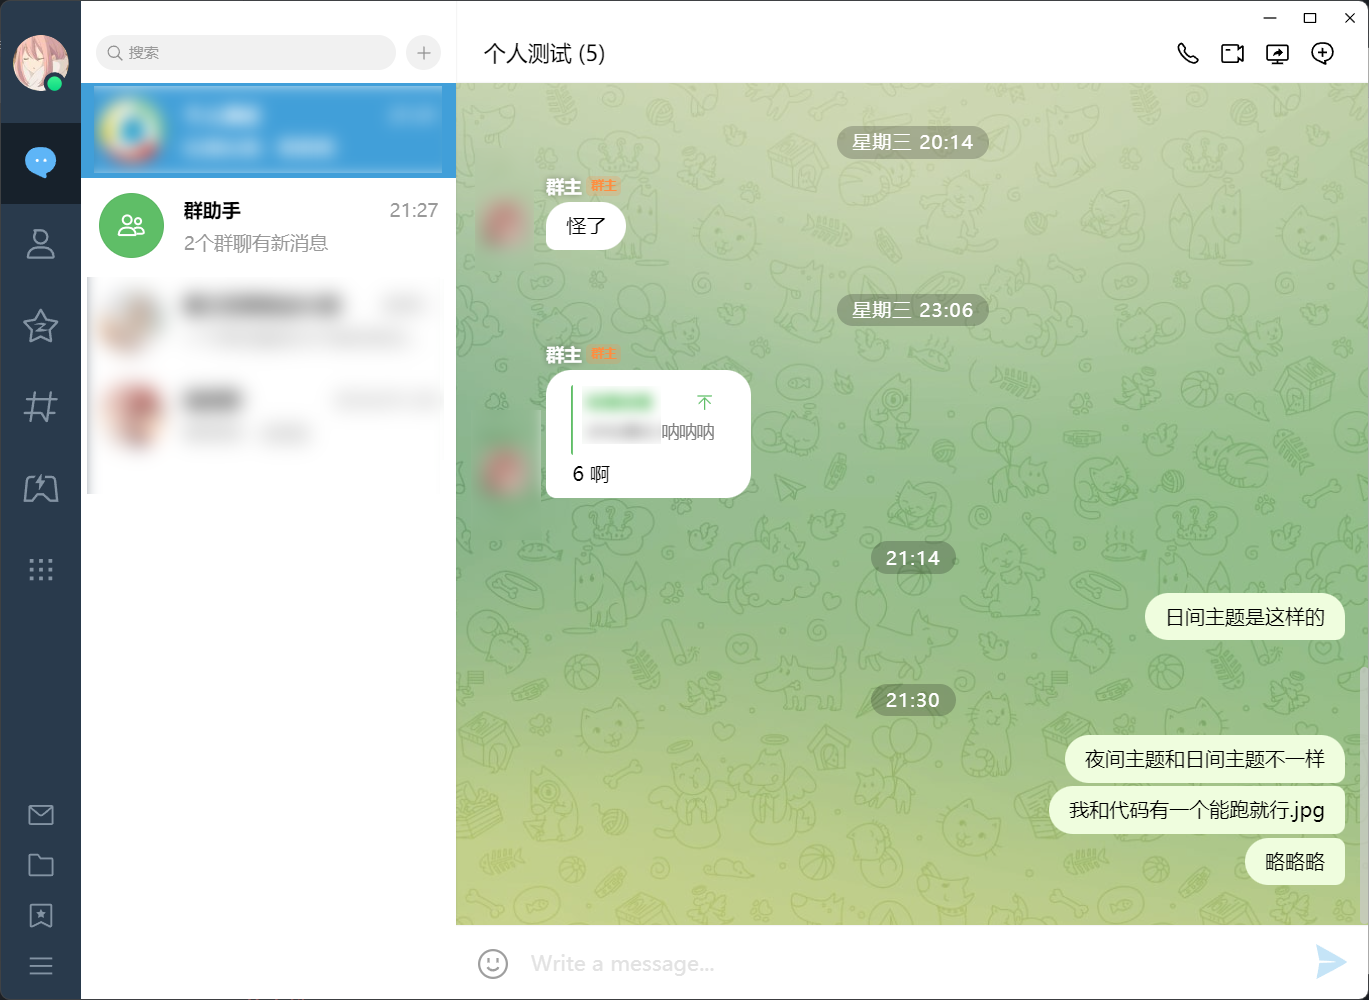 搜索
个人测试 (5)
群助手
21:27
2个群聊有新消息
星期三 20:14
群主 群主
怪了
星期三 23:06
群主 群主
呐呐呐
6 啊
21:14
日间主题是这样的
21:30
夜间主题和日间主题不一样
我和代码有一个能跑就行.jpg
略略略
Write a message...